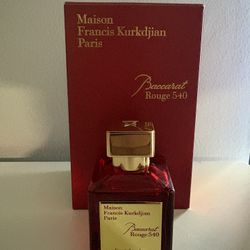 Maison
Francis Kurkdjian
Paris
Baccarat
Rouge 540
Maison
Francis Kurkdjian
Paris
Baccarat
Rouge 540